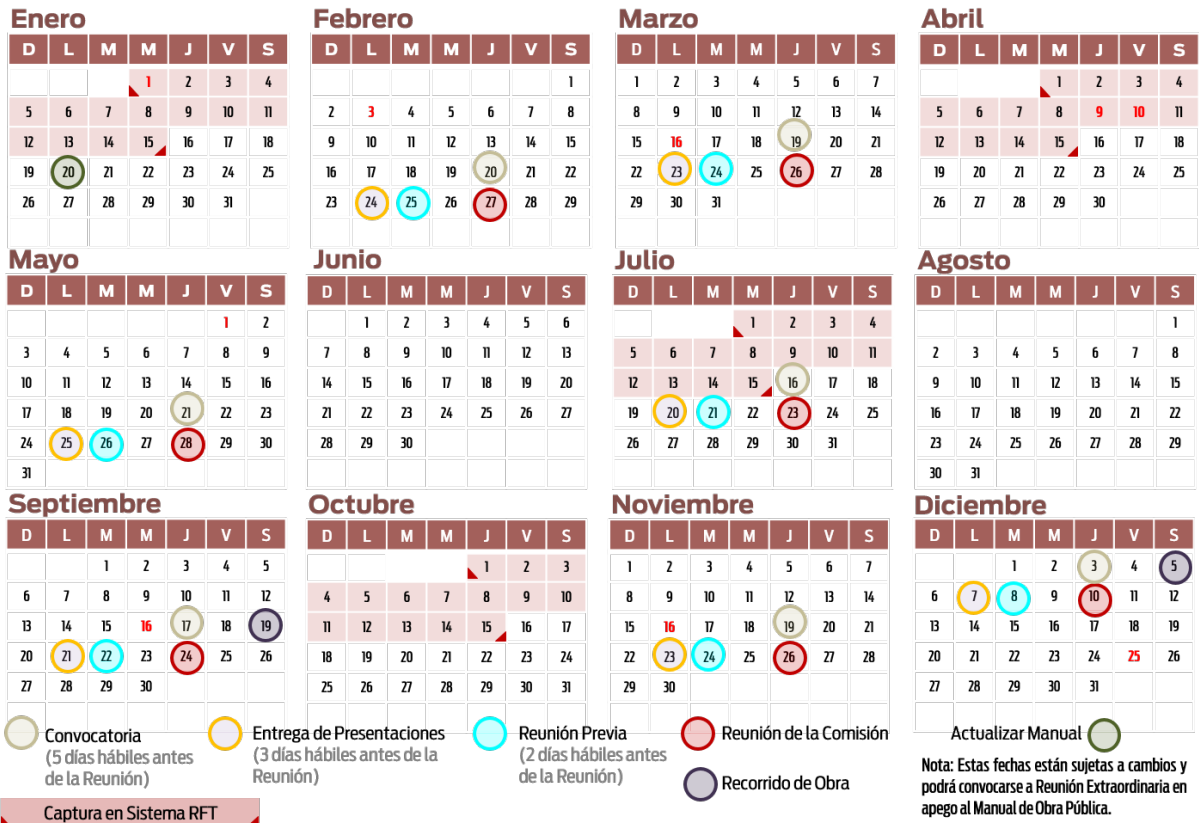 Enero Febrero Marzo Abril
D L M M J V S D L M M J V S D L M M J V S D L M M J V S
1 2 3 4 1 1 2 3 4 5 6 7 1 2 3 4
5 6 7 8 9 10 11 2 3 4 5 6 7 8 8 9 10 11 12 13 14 5 6 7 8 9 10 11
12 13 14 15 16 17 18 9 10 11 12 13 14 15 15 16 17 18 19 20 21 12 13 14 15 16 17 18
19 20 21 22 23 24 25 16 17 18 19 20 21 22 22 23 24 25 26 27 28 19 20 21 22 23 24 25
26 27 28 29 30 31 23 24 25 26 27 28 29 29 30 31 26 27 28 29 30
Mayo Junio Julio Agosto
D L M M J V S D L M M J V S D L M M J V S D L M M J V S
1 2 1 2 3 4 5 6 1 2 3 4 1
3 4 5 6 7 8 9 7 8 9 10 11 12 13 5 6 7 8 9 10 11 2 3 4 5 6 7 8
10 11 12 13 14 15 16 14 15 16 17 18 19 20 12 13 14 15 16 17 18 9 10 11 12 13 14 15
17 18 19 20 21 22 23 21 22 23 24 25 26 27 19 20 21 22 23 24 25 16 17 18 19 20 21 22
24 25 26 27 28 29 30 28 29 30 26 27 28 29 30 31 23 24 25 26 27 28 29
31 30 31
Septiembre Octubre Noviembre Diciembre
D L M M J V S D L M M J V S D L M M J V S D L M M J V S
1 2 3 4 5 1 2 3 1 2 3 4 5 6 7 1 2 3 4 5
6 7 8 9 10 11 12 4 5 6 7 8 9 10 8 9 10 11 12 13 14 6 7 8 9 10 11 12
13 14 15 16 17 18 19 11 12 13 14 15 16 17 15 16 17 18 19 20 21 13 14 15 16 17 18 19
20 21 22 23 24 25 26 18 19 20 21 22 23 24 22 23 24 25 26 27 28 20 21 22 23 24 25 26
27 28 29 30 25 26 27 28 29 30 31 29 30 27 28 29 30 31
Convocatoria
(5 días hábiles antes
de la Reunión)
Entrega de Presentaciones
(3 días hábiles antes de la
Reunión)
Reunión Previa
(2 días hábiles antes
de la Reunión)
Reunión de la Comisión
Recorrido de Obra
Actualizar Manual
Nota: Estas fechas están sujetas a cambios y
podrá convocarse a Reunión Extraordinaria en
apego al Manual de Obra Pública.
Captura en Sistema RFT